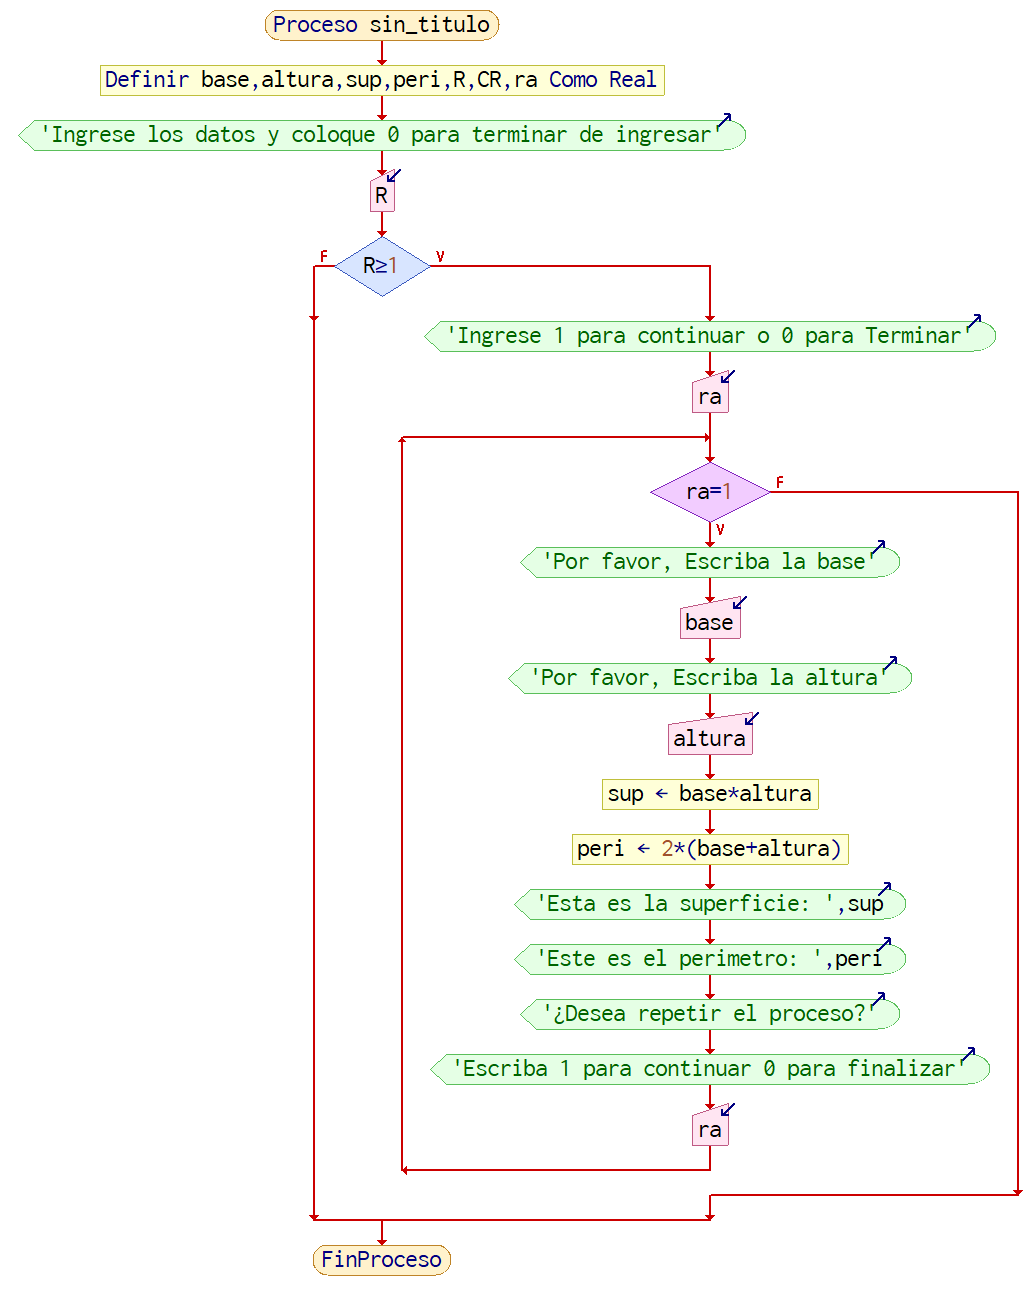 Proceso sin_titulo
Definir base,altura,sup,peri,R,CR,ra Como Real
'Ingrese los datos y coloque 0 para terminar de ingresar'
R
F
R≥1
V
'Ingrese 1 para continuar o 0 para Terminar'
ra
ra=1
F
V
'Por favor, Escriba la base'
base
'Por favor, Escriba la altura'
altura
sup ← base*altura
peri ← 2*(base+altura)
'Esta es la superficie: ',sup
'Este es el perimetro: ',peri
'¿Desea repetir el proceso?'
'Escriba 1 para continuar 0 para finalizar'
ra
FinProceso